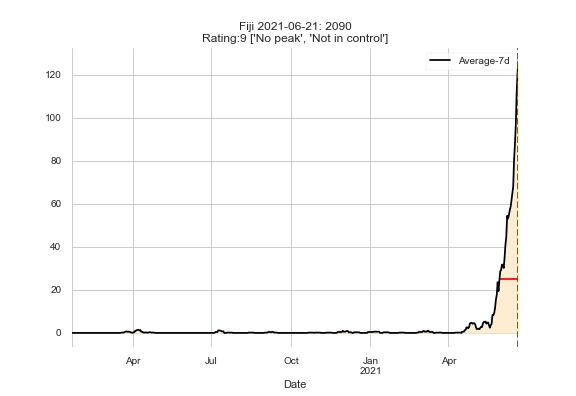 Fiji 2021-06-21: 2090
Rating:9 ['No peak', 'Not in control']
Average-7d
120
100
80
60
40
20
0
Apr
Jul
Oct
Jan
2021
Apr
Date